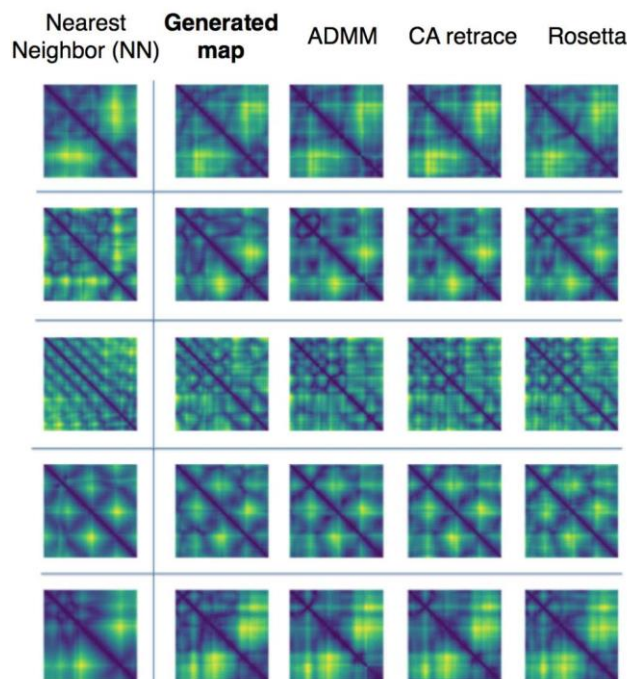 Nearest
Neighbor (NN)
Generated
map
ADMM
CA retrace
Rosetta